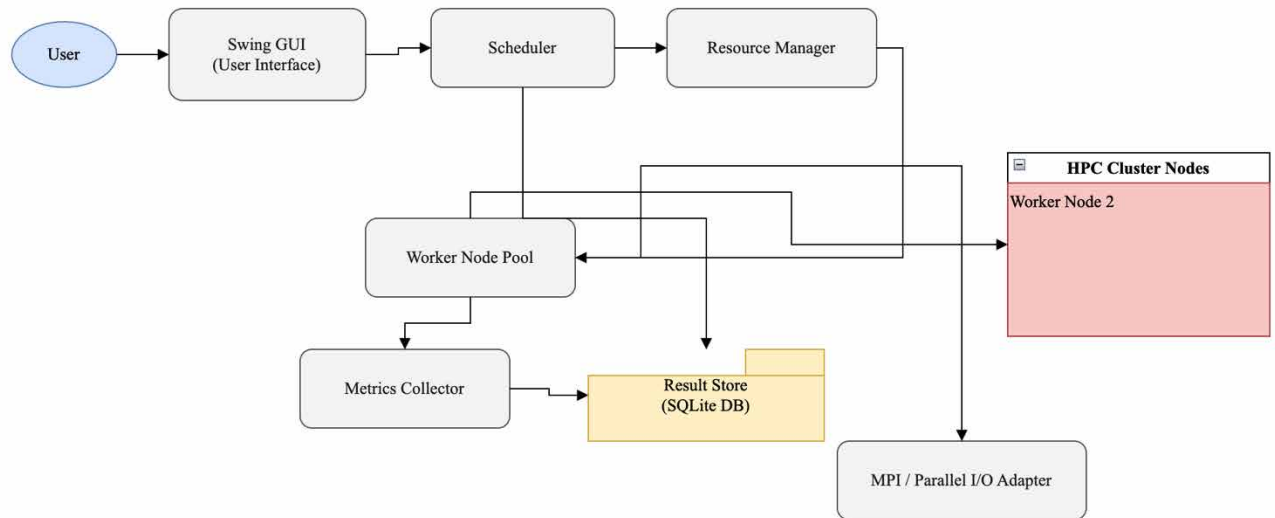 User
Swing GUI
(User Interface)
Scheduler
Resource Manager
HPC Cluster Nodes
Worker Node 2
Worker Node Pool
Metrics Collector
Result Store
(SQLite DB)
MPI / Parallel I/O Adapter